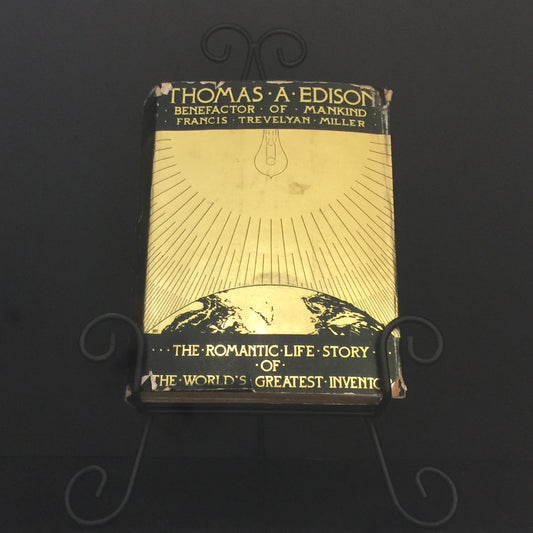 THOMAS·A·EDISON
BENEFACTOR · OF · MANKIND
· FRANCIS · TREVELYAN · MILLER ·
··· THE·ROMANTIC·LIFE·STORY ···
·OF·
THE·WORLD'S·GREATEST·INVENTO